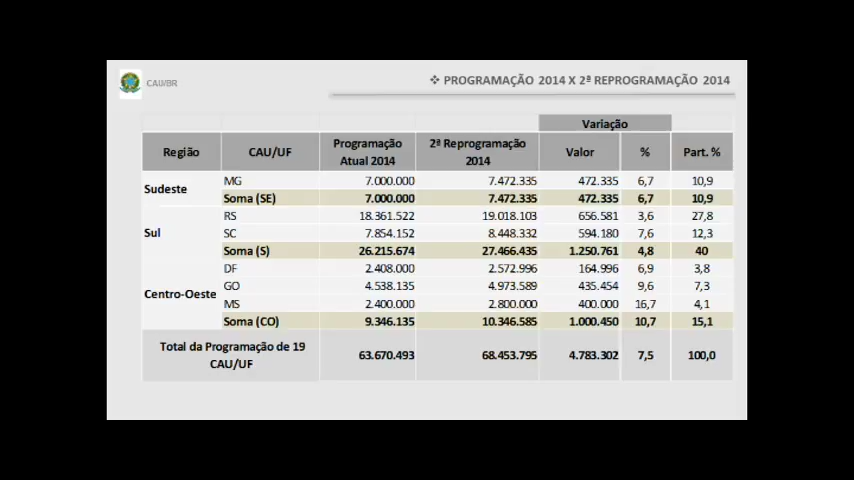 CAU/BR
❖ PROGRAMAÇÃO 2014 X 2ª REPROGRAMAÇÃO 2014
Variação
Região CAU/UF Programação Atual 2014 2ª Reprogramação 2014 Valor % Part. %
Sudeste MG 7.000.000 7.472.335 472.335 6,7 10,9
Soma (SE) 7.000.000 7.472.335 472.335 6,7 10,9
Sul RS 18.361.522 19.018.103 656.581 3,6 27,8
SC 7.854.152 8.448.332 594.180 7,6 12,3
Soma (S) 26.215.674 27.466.435 1.250.761 4,8 40
Centro-Oeste DF 2.408.000 2.572.996 164.996 6,9 3,8
GO 4.538.135 4.973.589 435.454 9,6 7,3
MS 2.400.000 2.800.000 400.000 16,7 4,1
Soma (CO) 9.346.135 10.346.585 1.000.450 10,7 15,1
Total da Programação de 19 CAU/UF 63.670.493 68.453.795 4.783.302 7,5 100,0